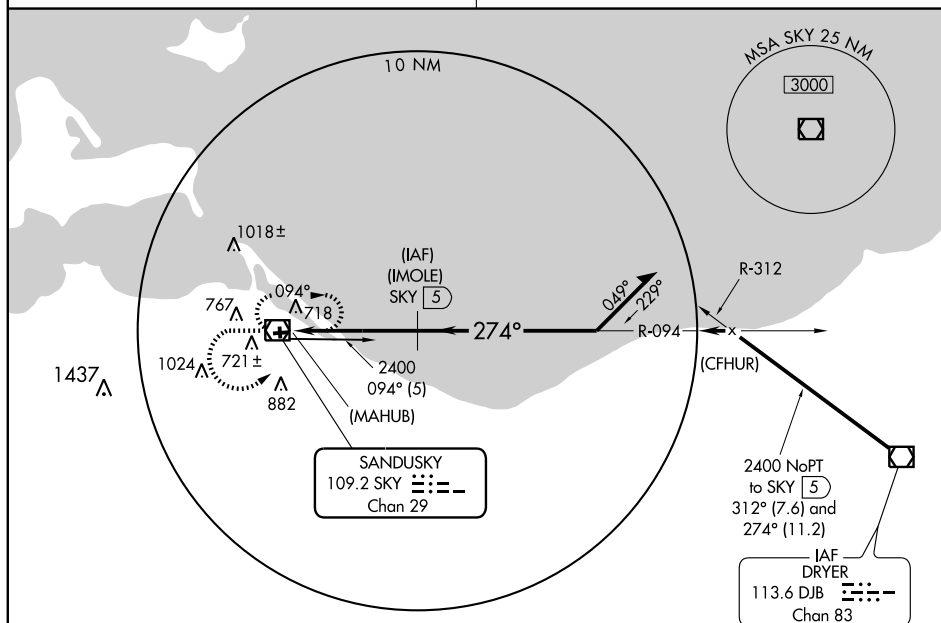 MSA SKY 25 NM
3000
10 NM
1018±
(IAF)
(IMOLE)
SKY 5
R-312
094°
767
718
049°
229°
274°
R-094
(CFHUR)
1024
721±
2400
094° (5)
1437
882
(MAHUB)
SANDUSKY
109.2 SKY
Chan 29
2400 NoPT
to SKY 5
312° (7.6) and
274° (11.2)
IAF
DRYER
113.6 DJB
Chan 83